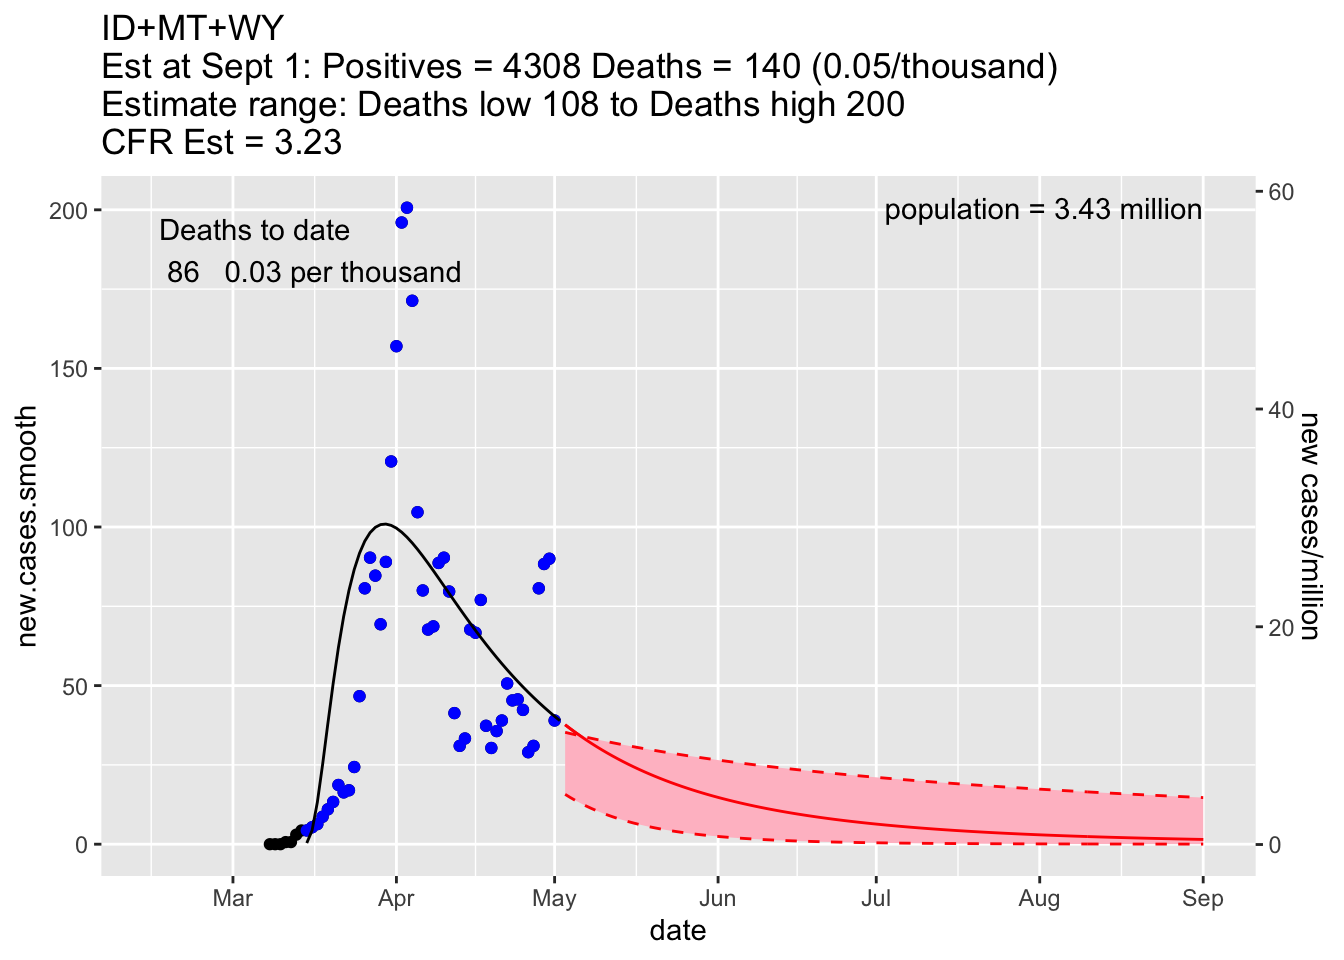 ID+MT+WY
Est at Sept 1: Positives = 4308 Deaths = 140 (0.05/thousand)
Estimate range: Deaths low 108 to Deaths high 200
CFR Est = 3.23
Deaths to date
86 0.03 per thousand
population = 3.43 million
new.cases.smooth
200
150
100
50
0
60
40
20
0
new cases/million
Mar Apr May Jun Jul Aug Sep
date